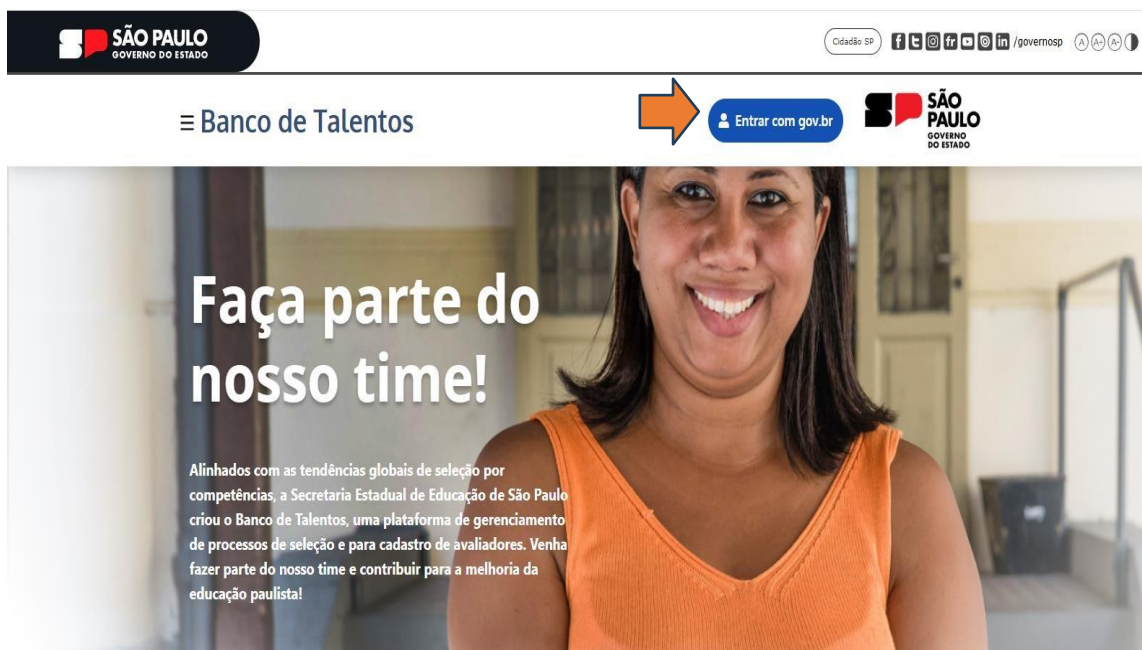 SÃO PAULO
GOVERNO DO ESTADO
Cidadão SP
/governosp
A A+ A-
Banco de Talentos
Entrar com gov.br
SÃO
PAULO
GOVERNO
DO ESTADO
Faça parte do
nosso time!
Alinhados com as tendências globais de seleção por
competências, a Secretaria Estadual de Educação de São Paulo
criou o Banco de Talentos, uma plataforma de gerenciamento
de processos de seleção e para cadastro de avaliadores. Venha
fazer parte do nosso time e contribuir para a melhoria da
educação paulista!